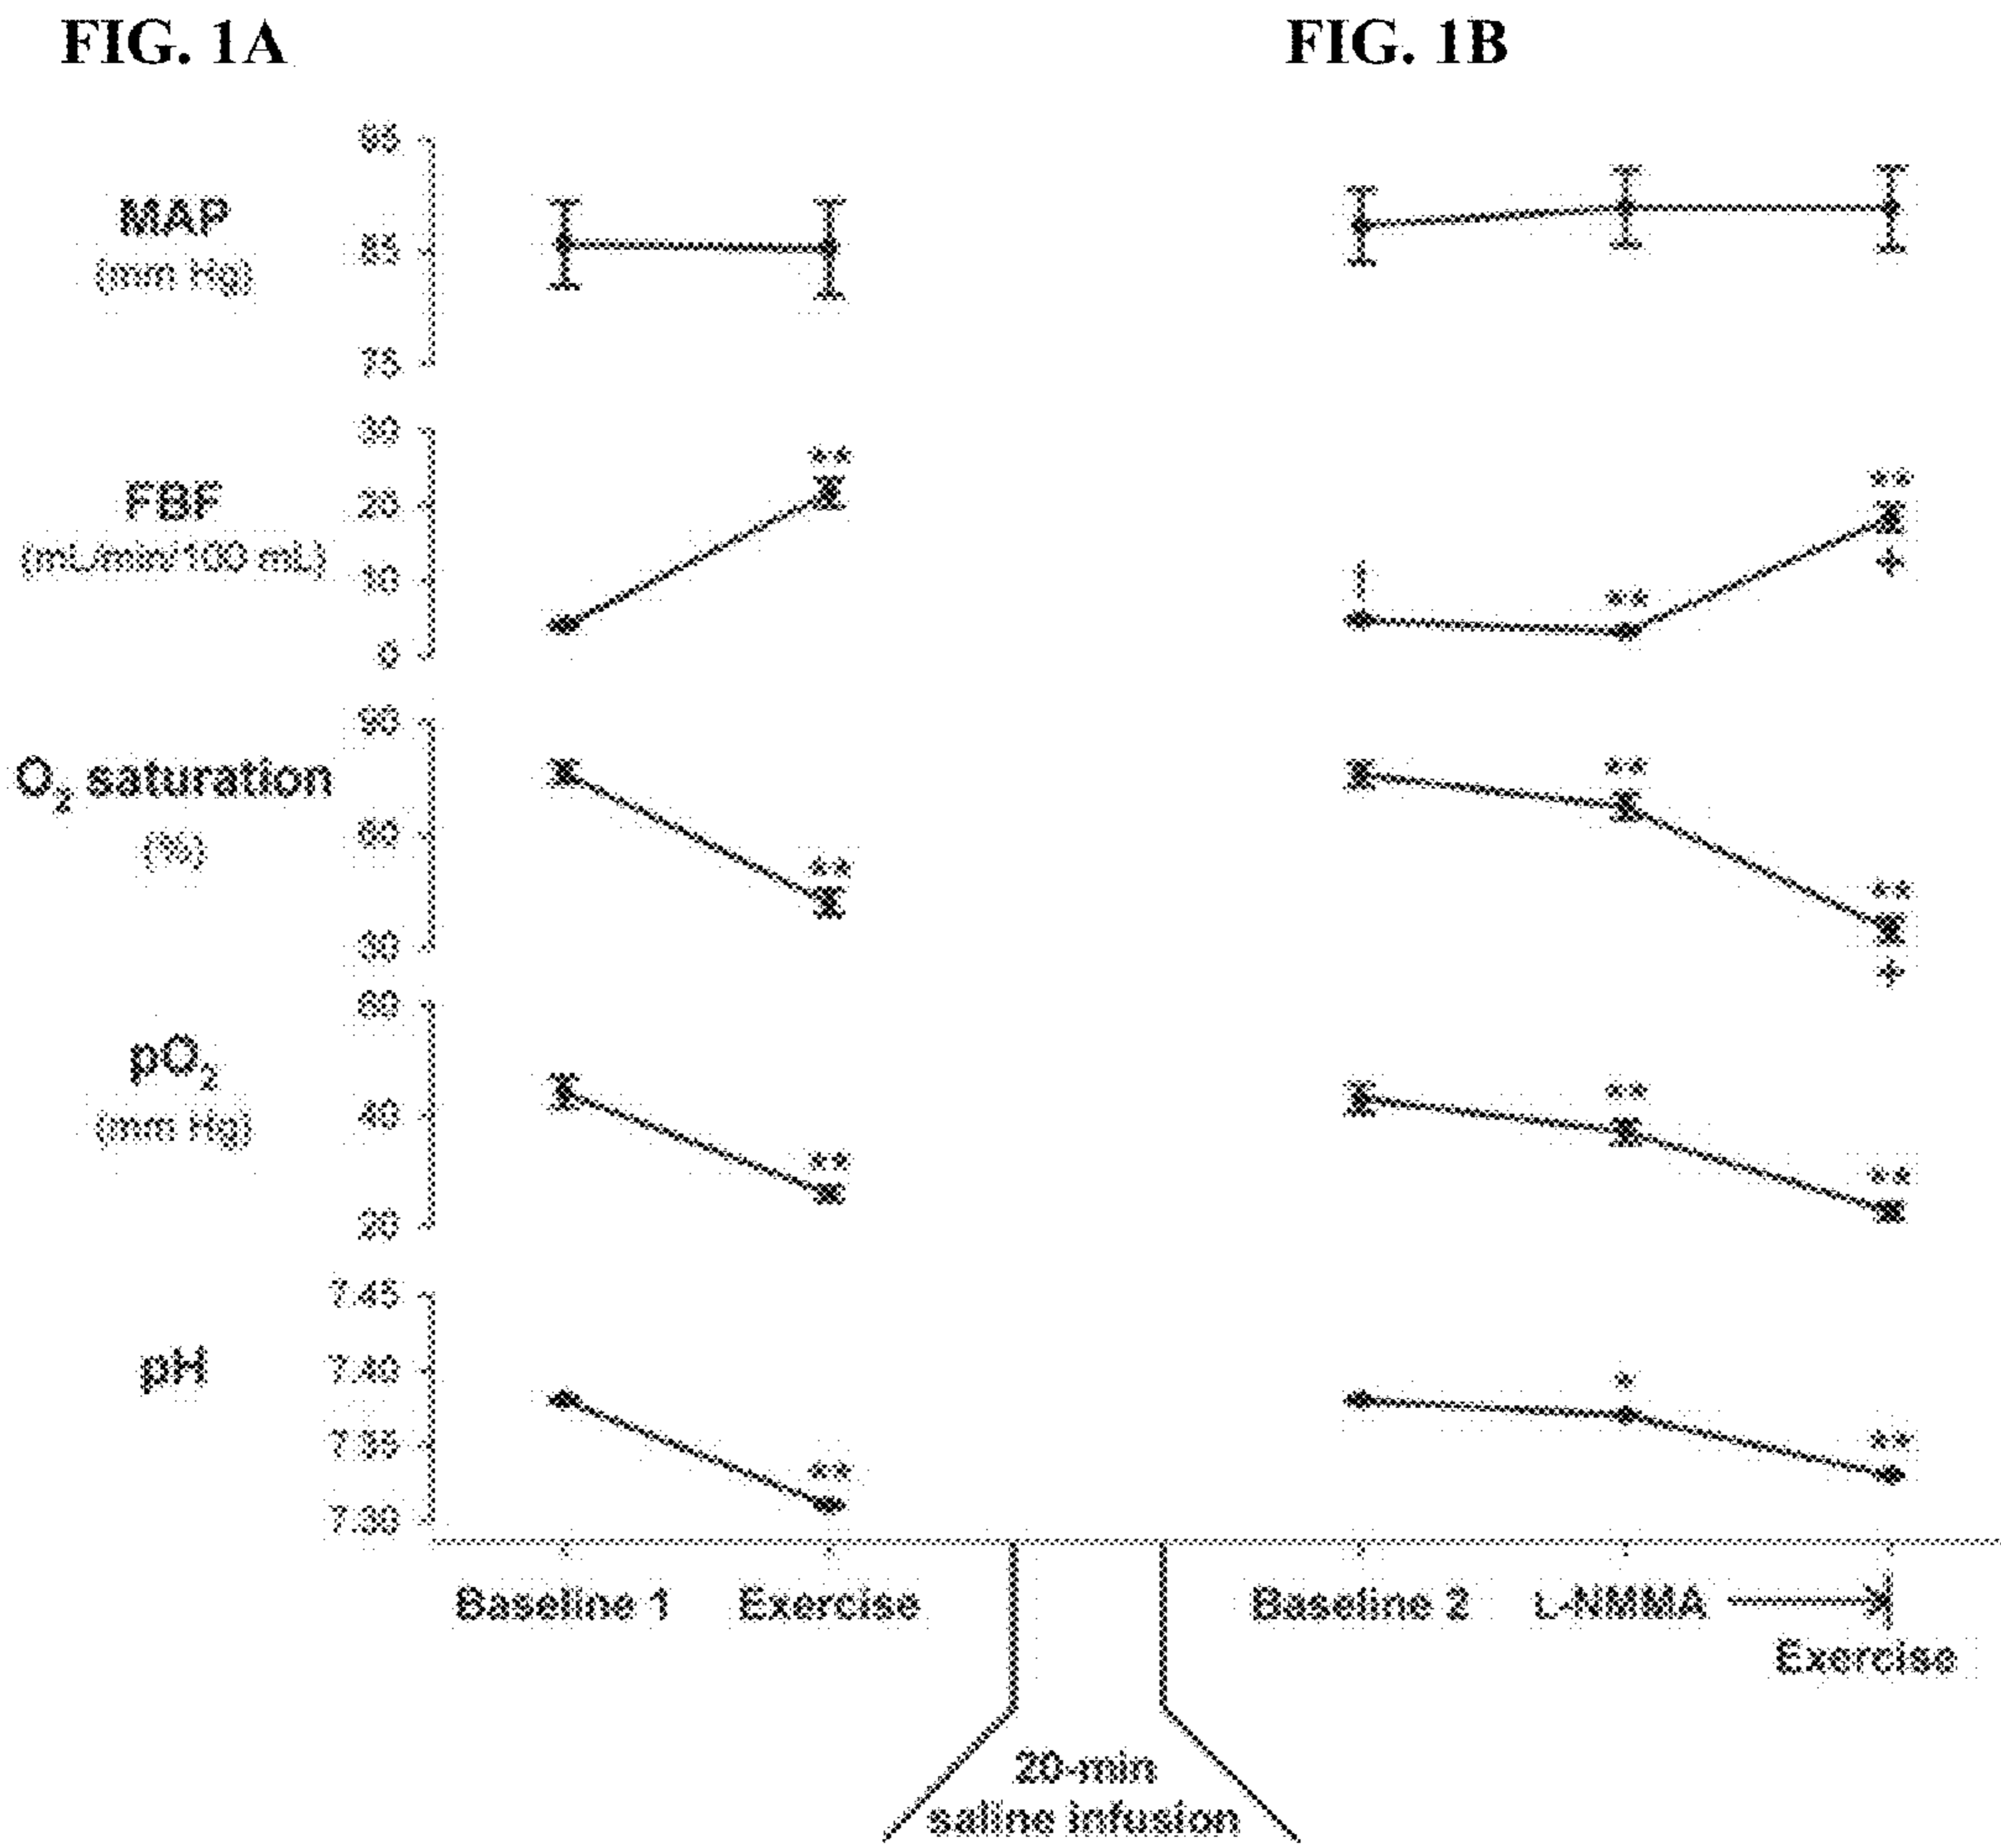 FIG. 1A
FIG. 1B
95
MAP
(mm Hg)
85
75
30
FBF
(mL/min/100 mL)
20
10
0
**
**
†
**
+
90
O₂ saturation
(%)
60
30
**
**
**
+
60
pO₂
(mm Hg)
40
20
**
**
**
7.45
pH
7.40
7.35
7.30
**
*
**
Baseline 1
Exercise
Baseline 2
L-NMMA
Exercise
20-min
saline infusion